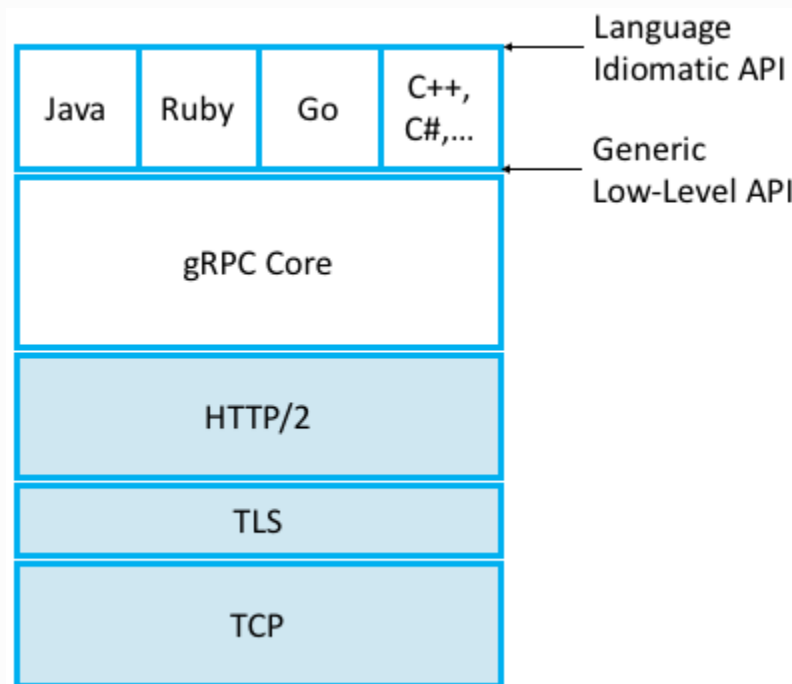 Language
Idiomatic API
Java
Ruby
Go
C++,
C#,...
Generic
Low-Level API
gRPC Core
HTTP/2
TLS
TCP